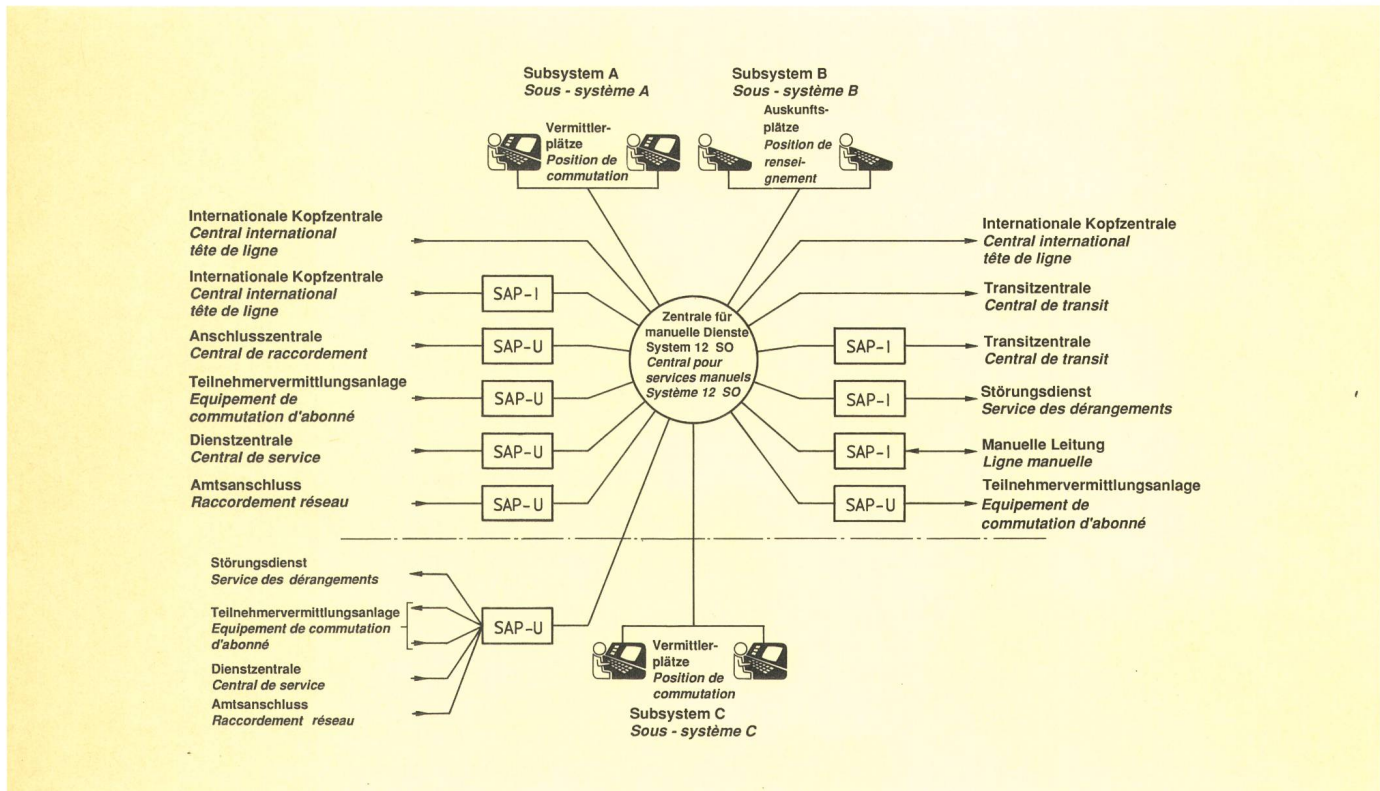 Subsystem A
Sous - système A
Vermittler-
plätze
Position de
commutation
Subsystem B
Sous - système B
Auskunfts-
plätze
Position de
rensei-
gnement
Internationale Kopfzentrale
Central international
tête de ligne
Internationale Kopfzentrale
Central international
tête de ligne
SAP-I
Anschlusszentrale
Central de raccordement
SAP-U
Teilnehmervermittlungsanlage
Equipement de
commutation d'abonné
SAP-U
Dienstzentrale
Central de service
SAP-U
Amtsanschluss
Raccordement réseau
SAP-U
Zentrale für
manuelle Dienste
System 12 SO
Central pour
services manuels
Système 12 SO
Internationale Kopfzentrale
Central international
tête de ligne
Transitzentrale
Central de transit
SAP-I
Transitzentrale
Central de transit
SAP-I
Störungsdienst
Service des dérangements
SAP-I
Manuelle Leitung
Ligne manuelle
SAP-U
Teilnehmervermittlungsanlage
Equipement de
commutation d'abonné
Störungsdienst
Service des dérangements
Teilnehmervermittlungsanlage
Equipement de commutation
d'abonné
Dienstzentrale
Central de service
Amtsanschluss
Raccordement réseau
SAP-U
Vermittler-
plätze
Position de
commutation
Subsystem C
Sous - système C